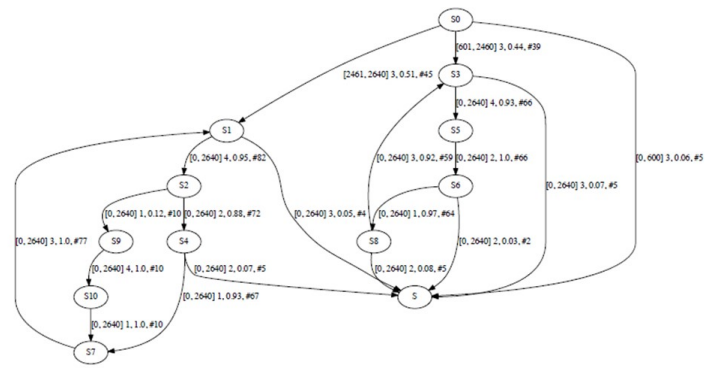 S0
[601, 2460] 3, 0.44, #39
[2461, 2640] 3, 0.51, #45
S3
[0, 2640] 4, 0.93, #66
S1
S5
[0, 2640] 4, 0.95, #82
[0, 2640] 3, 0.92, #59
[0, 2640] 2, 1.0, #66
[0, 600] 3, 0.06, #5
S2
S6
[0, 2640] 3, 0.07, #5
[0, 2640] 1, 0.12, #10
[0, 2640] 2, 0.88, #72
[0, 2640] 3, 0.05, #4
[0, 2640] 1, 0.97, #64
[0, 2640] 3, 1.0, #77
S9
S4
S8
[0, 2640] 2, 0.03, #2
[0, 2640] 4, 1.0, #10
[0, 2640] 2, 0.07, #5
[0, 2640] 2, 0.08, #5
S10
[0, 2640] 1, 0.93, #67
S
[0, 2640] 1, 1.0, #10
S7